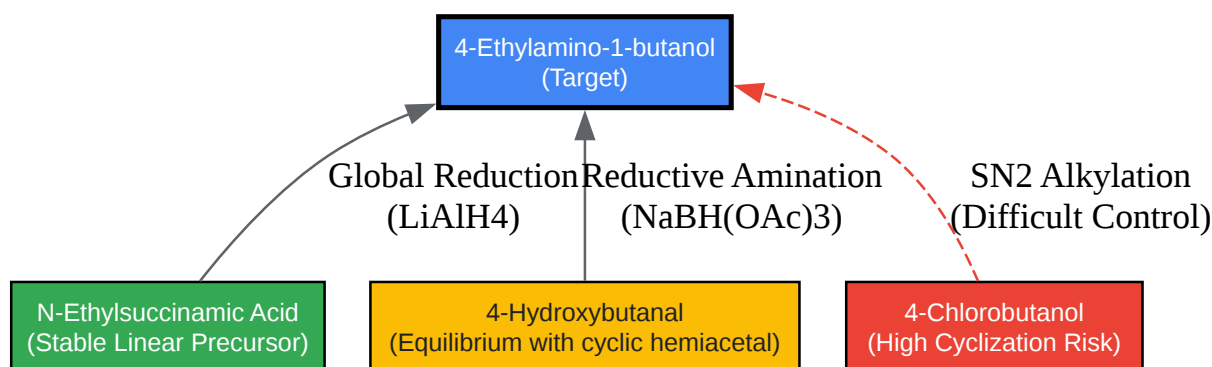 4-Ethylamino-1-butanol
(Target)
Global Reduction
(LiAlH4)
Reductive Amination
(NaBH(OAc)3)
SN2 Alkylation
(Difficult Control)
N-Ethylsuccinamic Acid
(Stable Linear Precursor)
4-Hydroxybutanal
(Equilibrium with cyclic hemiacetal)
4-Chlorobutanol
(High Cyclization Risk)